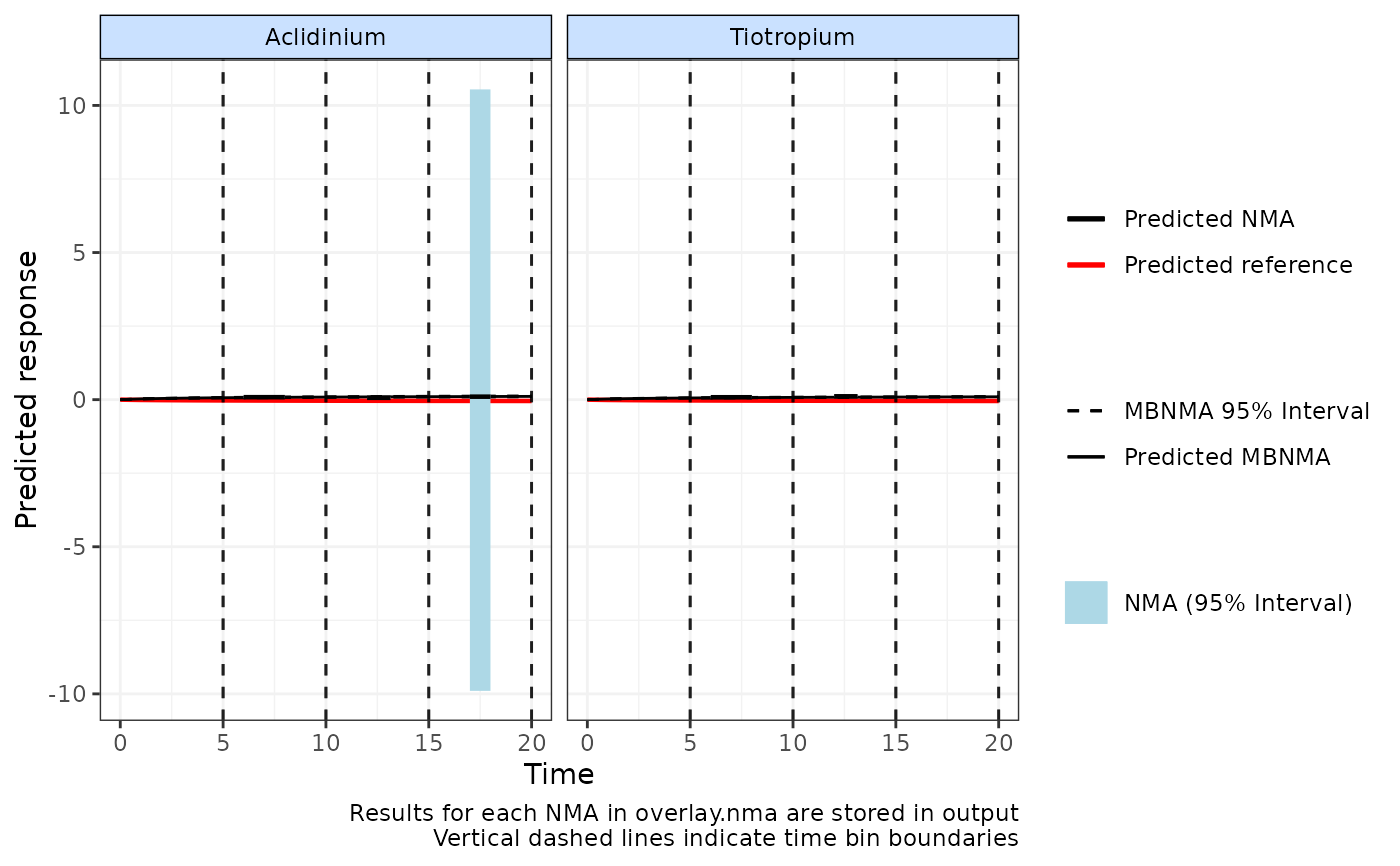 Aclidinium
Tiotropium
Predicted response
10
5
0
-5
-10
0
5
10
15
20
0
5
10
15
20
Time
Predicted NMA
Predicted reference
MBNMA 95% Interval
Predicted MBNMA
NMA (95% Interval)
Results for each NMA in overlay.nma are stored in output
Vertical dashed lines indicate time bin boundaries